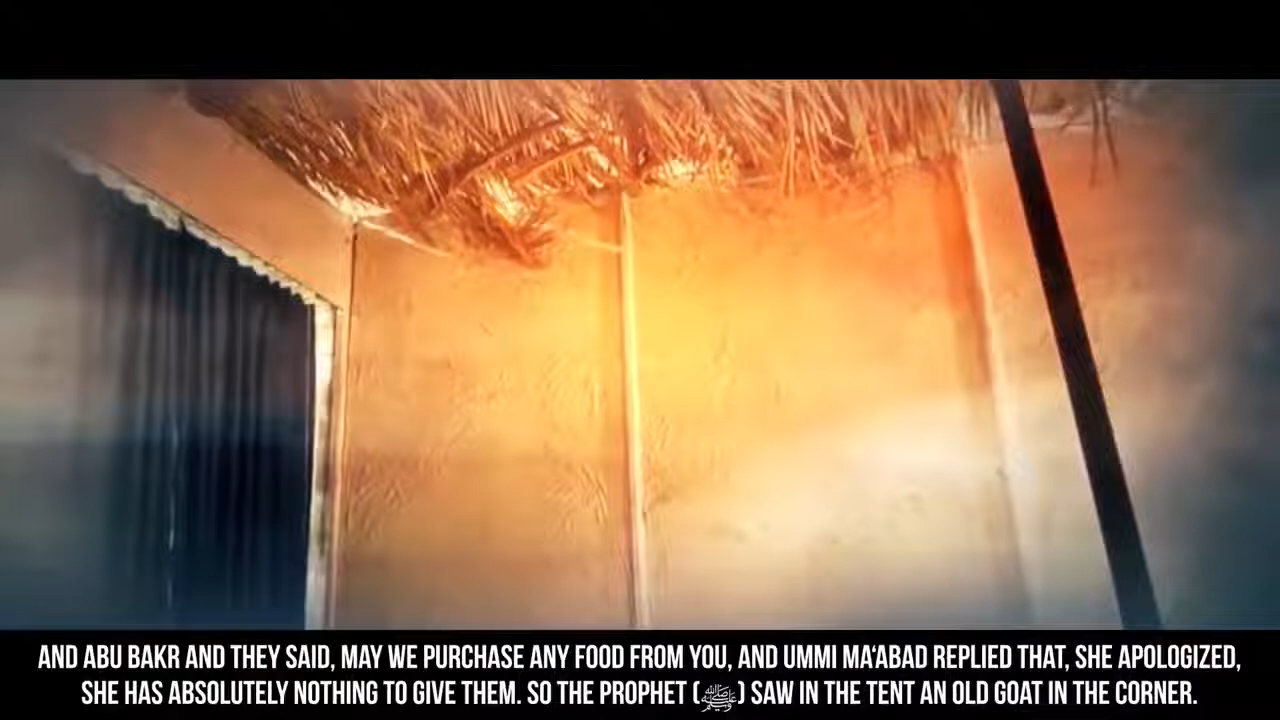 AND ABU BAKR AND THEY SAID, MAY WE PURCHASE ANY FOOD FROM YOU, AND UMMI MA‘ABAD REPLIED THAT, SHE APOLOGIZED,
SHE HAS ABSOLUTELY NOTHING TO GIVE THEM. SO THE PROPHET (ﷺ) SAW IN THE TENT AN OLD GOAT IN THE CORNER.